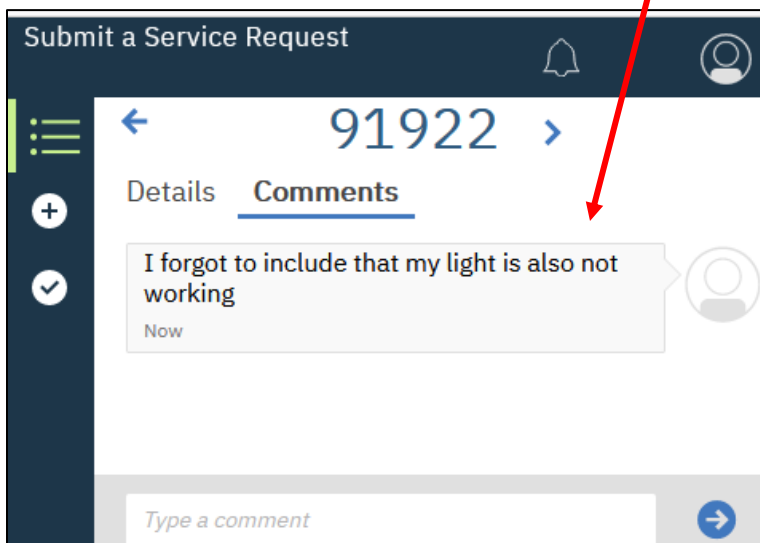 Submit a Service Request
91922
Details Comments
I forgot to include that my light is also not
working
Now
Type a comment